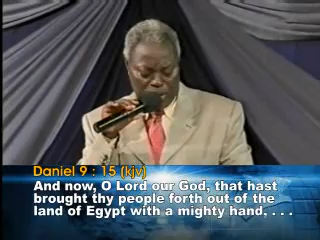 Daniel 9 : 15 (kjv)
And now, O Lord our God, that hast
brought thy people forth out of the
land of Egypt with a mighty hand, . . .